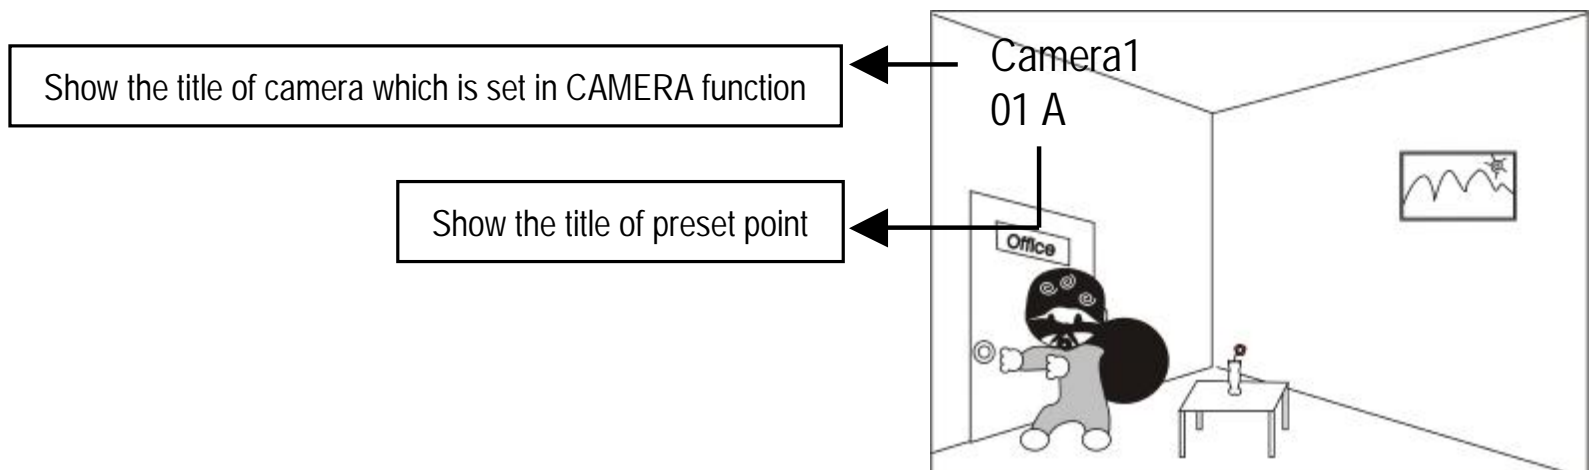 Show the title of camera which is set in CAMERA function
Camera1
01 A
Show the title of preset point
Office